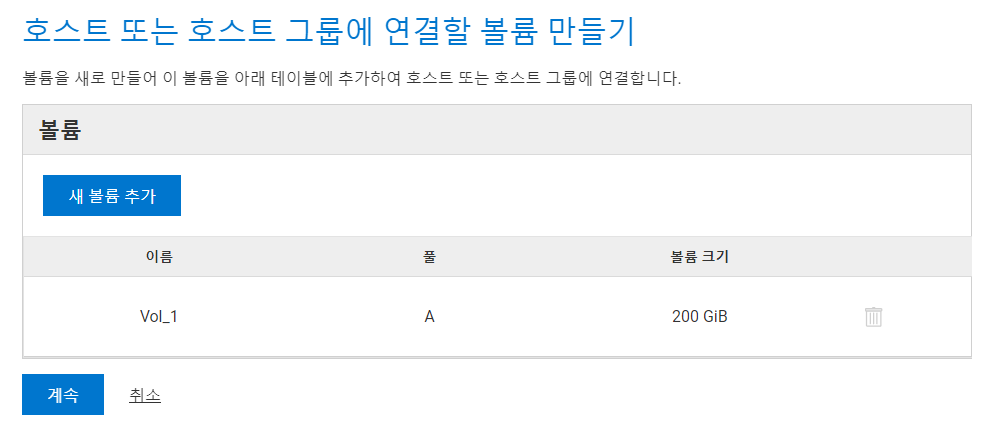 호스트 또는 호스트 그룹에 연결할 볼륨 만들기
볼륨을 새로 만들어 이 볼륨을 아래 테이블에 추가하여 호스트 또는 호스트 그룹에 연결합니다.
볼륨
새 볼륨 추가
이름 풀 볼륨 크기
Vol_1 A 200 GiB
계속 취소